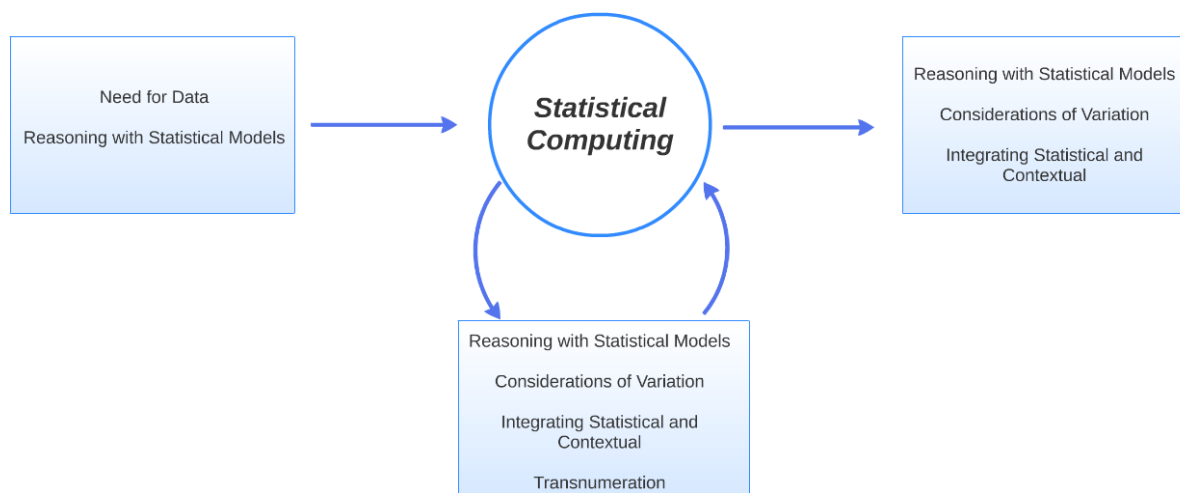 Need for Data
Reasoning with Statistical Models
Statistical
Computing
Reasoning with Statistical Models
Considerations of Variation
Integrating Statistical and
Contextual
Reasoning with Statistical Models
Considerations of Variation
Integrating Statistical and
Contextual
Transnumeration